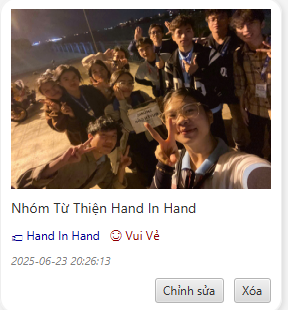 Nhóm Từ Thiện Hand In Hand
Hand In Hand Vui Vẻ
2025-06-23 20:26:13
Chỉnh sửa Xóa